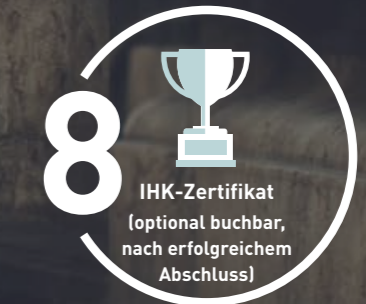 8
IHK-Zertifikat
(optional buchbar,
nach erfolgreichem
Abschluss)